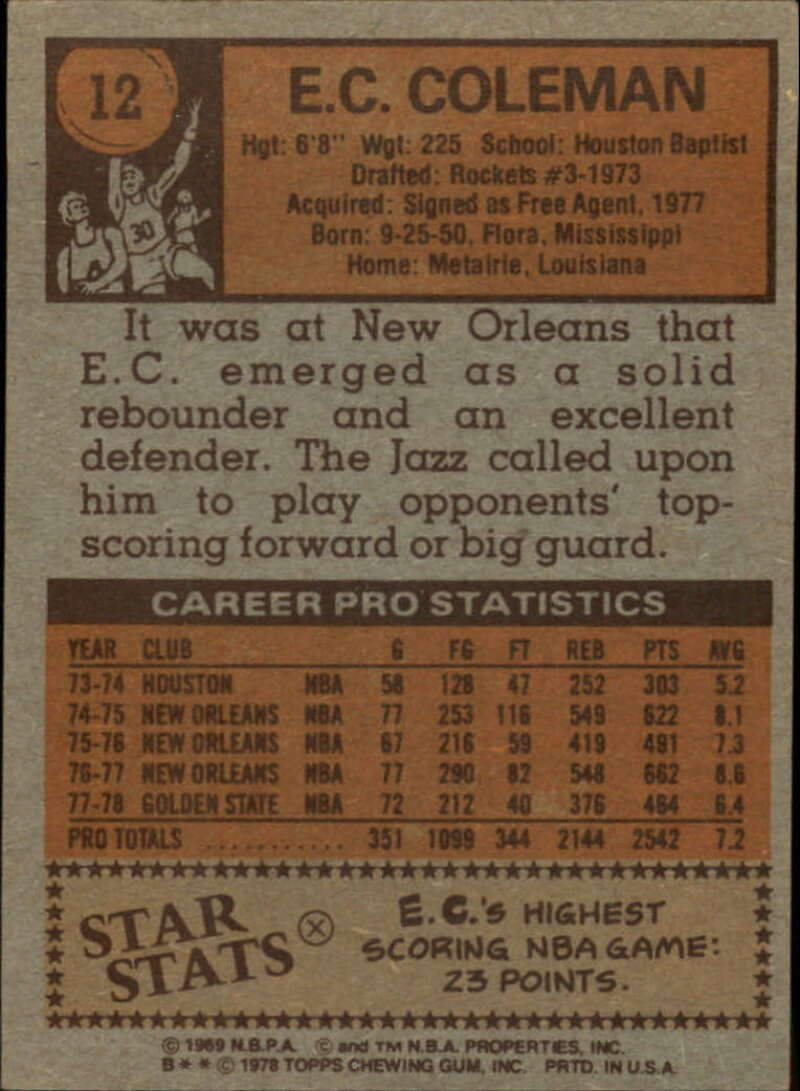 12
E.C. COLEMAN
Hgt: 6'8" Wgt: 225 School: Houston Baptist
Drafted: Rockets #3-1973
Acquired: Signed as Free Agent, 1977
Born: 9-25-50, Flora, Mississippi
Home: Metairie, Louisiana
30
It was at New Orleans that
E.C. emerged as a solid
rebounder and an excellent
defender. The Jazz called upon
him to play opponents' top-
scoring forward or big guard.
CAREER PRO STATISTICS
YEAR CLUB G FG FT REB PTS AVG
73-74 HOUSTON NBA 58 128 47 252 303 5.2
74-75 NEW ORLEANS NBA 77 253 116 549 622 8.1
75-76 NEW ORLEANS NBA 67 216 59 419 491 7.3
76-77 NEW ORLEANS NBA 77 290 82 548 662 8.6
77-78 GOLDEN STATE NBA 72 212 40 376 464 6.4
PRO TOTALS ........... 351 1099 344 2144 2542 7.2
STAR
STATS
E.C.'S HIGHEST
SCORING NBA GAME:
23 POINTS.
© 1969 N.B.P.A. © and TM N.B.A. PROPERTIES, INC.
B * * © 1978 TOPPS CHEWING GUM, INC. PRTD. IN U.S.A.